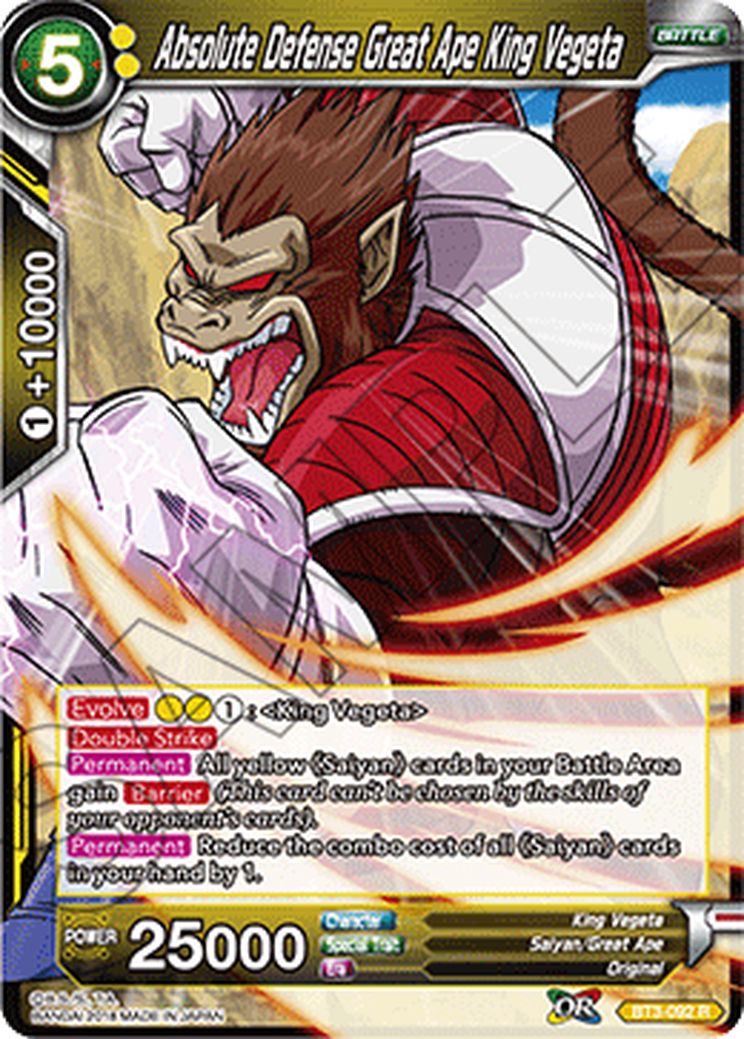 5
Absolute Defense Great Ape King Vegeta
BATTLE
1 +10000
Evolve 1 : <King Vegeta>
Double Strike
Permanent All yellow 《Saiyan》 cards in your Battle Area
gain Barrier (This card can't be chosen by the skills of
your opponent's cards).
Permanent Reduce the combo cost of all 《Saiyan》 cards
in your hand by 1.
POWER 25000
Character King Vegeta
Special Trait Saiyan/Great Ape
Era Original
BANDAI 2018 MADE IN JAPAN
OR
BT3-092 R